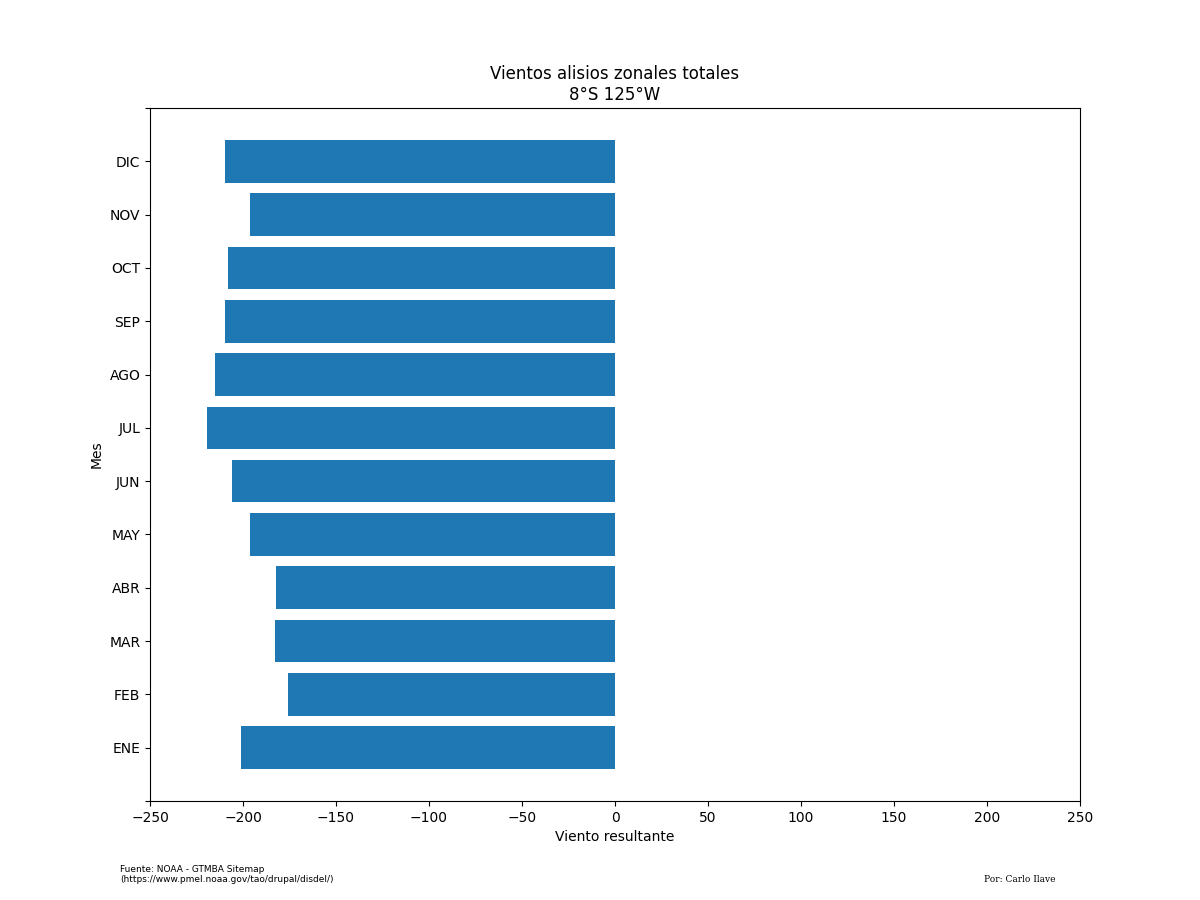 Vientos alisios zonales totales
8°S 125°W
DIC
NOV
OCT
SEP
AGO
JUL
JUN
MAY
ABR
MAR
FEB
ENE
Mes
−250 −200 −150 −100 −50 0 50 100 150 200 250
Viento resultante
Fuente: NOAA - GTMBA Sitemap
(https://www.pmel.noaa.gov/tao/drupal/disdel/)
Por: Carlo Ilave